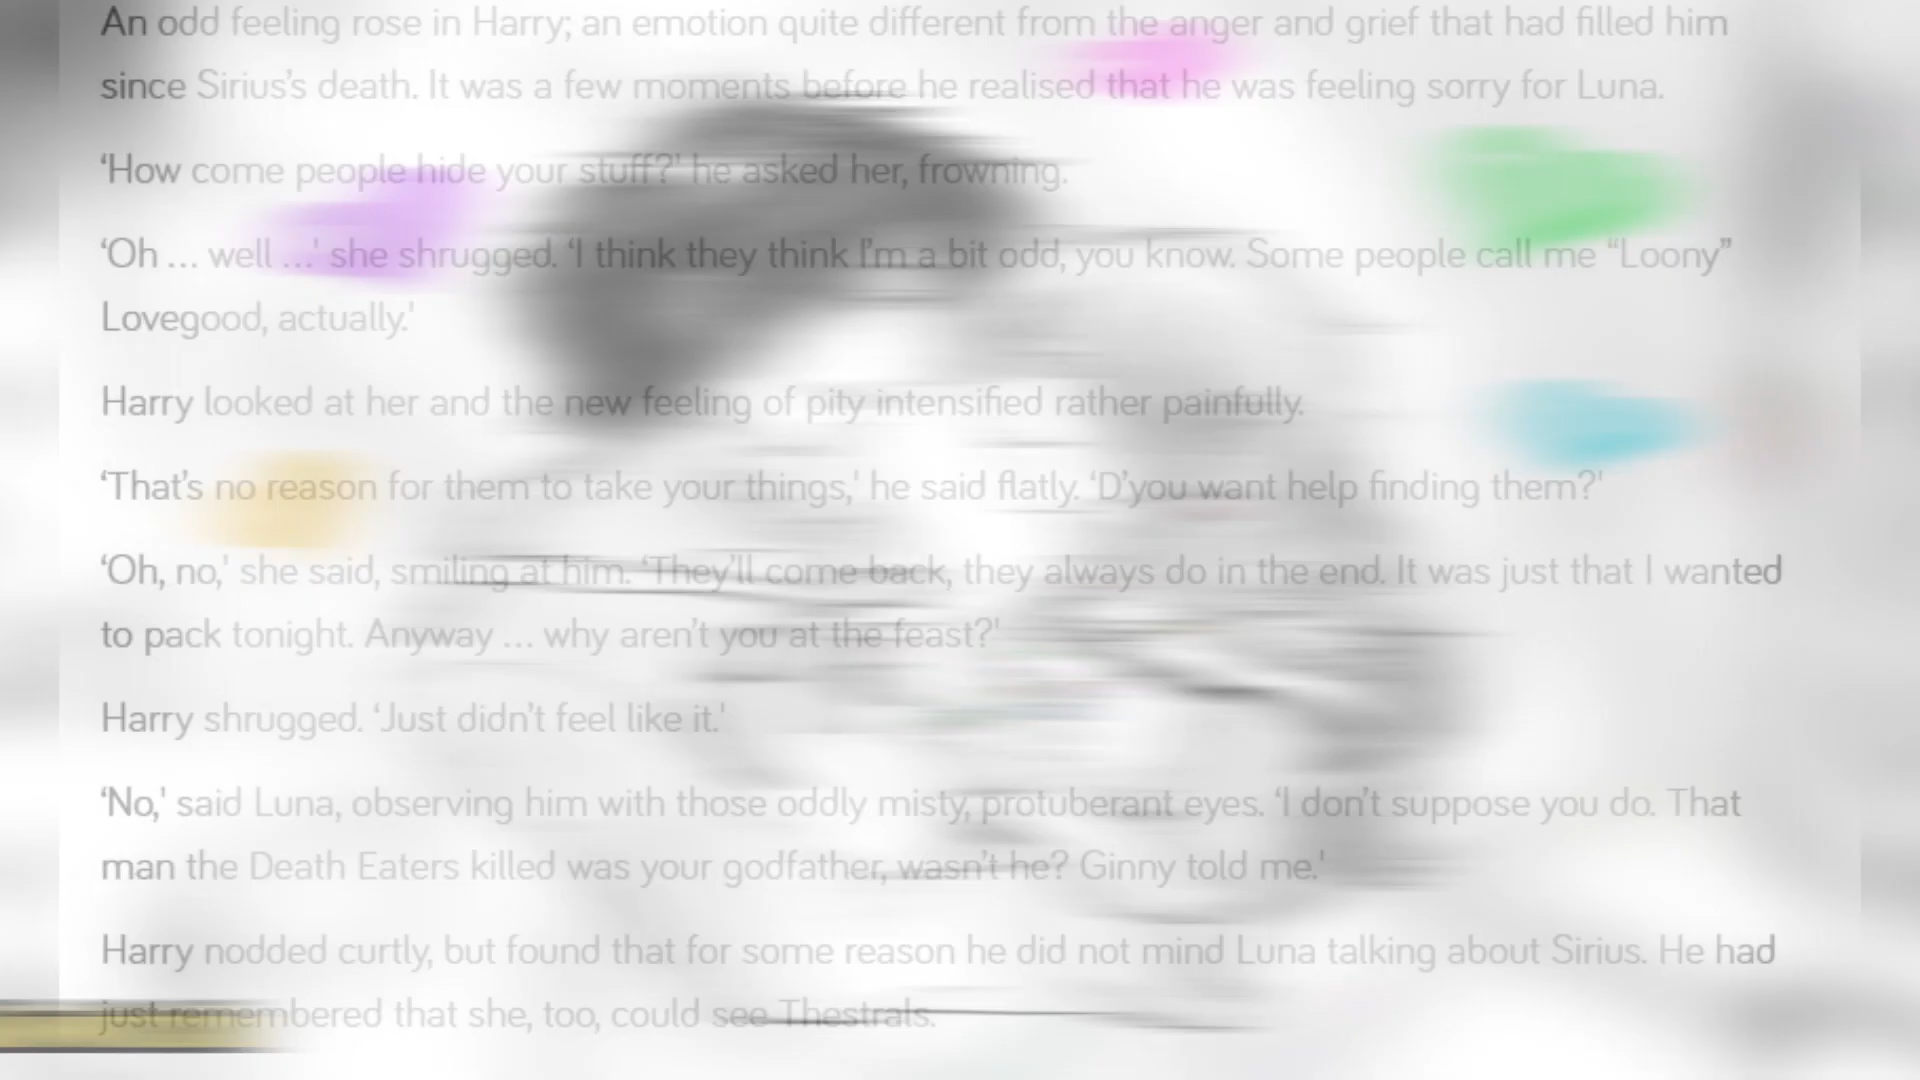 An odd feeling rose in Harry; an emotion quite different from the anger and grief that had filled him
since Sirius’s death. It was a few moments before he realised that he was feeling sorry for Luna.
‘How come people hide your stuff?' he asked her, frowning.
‘Oh … well …' she shrugged. ‘I think they think I’m a bit odd, you know. Some people call me “Loony”
Lovegood, actually.'
Harry looked at her and the new feeling of pity intensified rather painfully.
‘That’s no reason for them to take your things,' he said flatly. ‘D’you want help finding them?'
‘Oh, no,' she said, smiling at him. ‘They’ll come back, they always do in the end. It was just that I wanted
to pack tonight. Anyway … why aren’t you at the feast?'
Harry shrugged. ‘Just didn’t feel like it.'
‘No,' said Luna, observing him with those oddly misty, protuberant eyes. ‘I don’t suppose you do. That
man the Death Eaters killed was your godfather, wasn’t he? Ginny told me.'
Harry nodded curtly, but found that for some reason he did not mind Luna talking about Sirius. He had
just remembered that she, too, could see Thestrals.